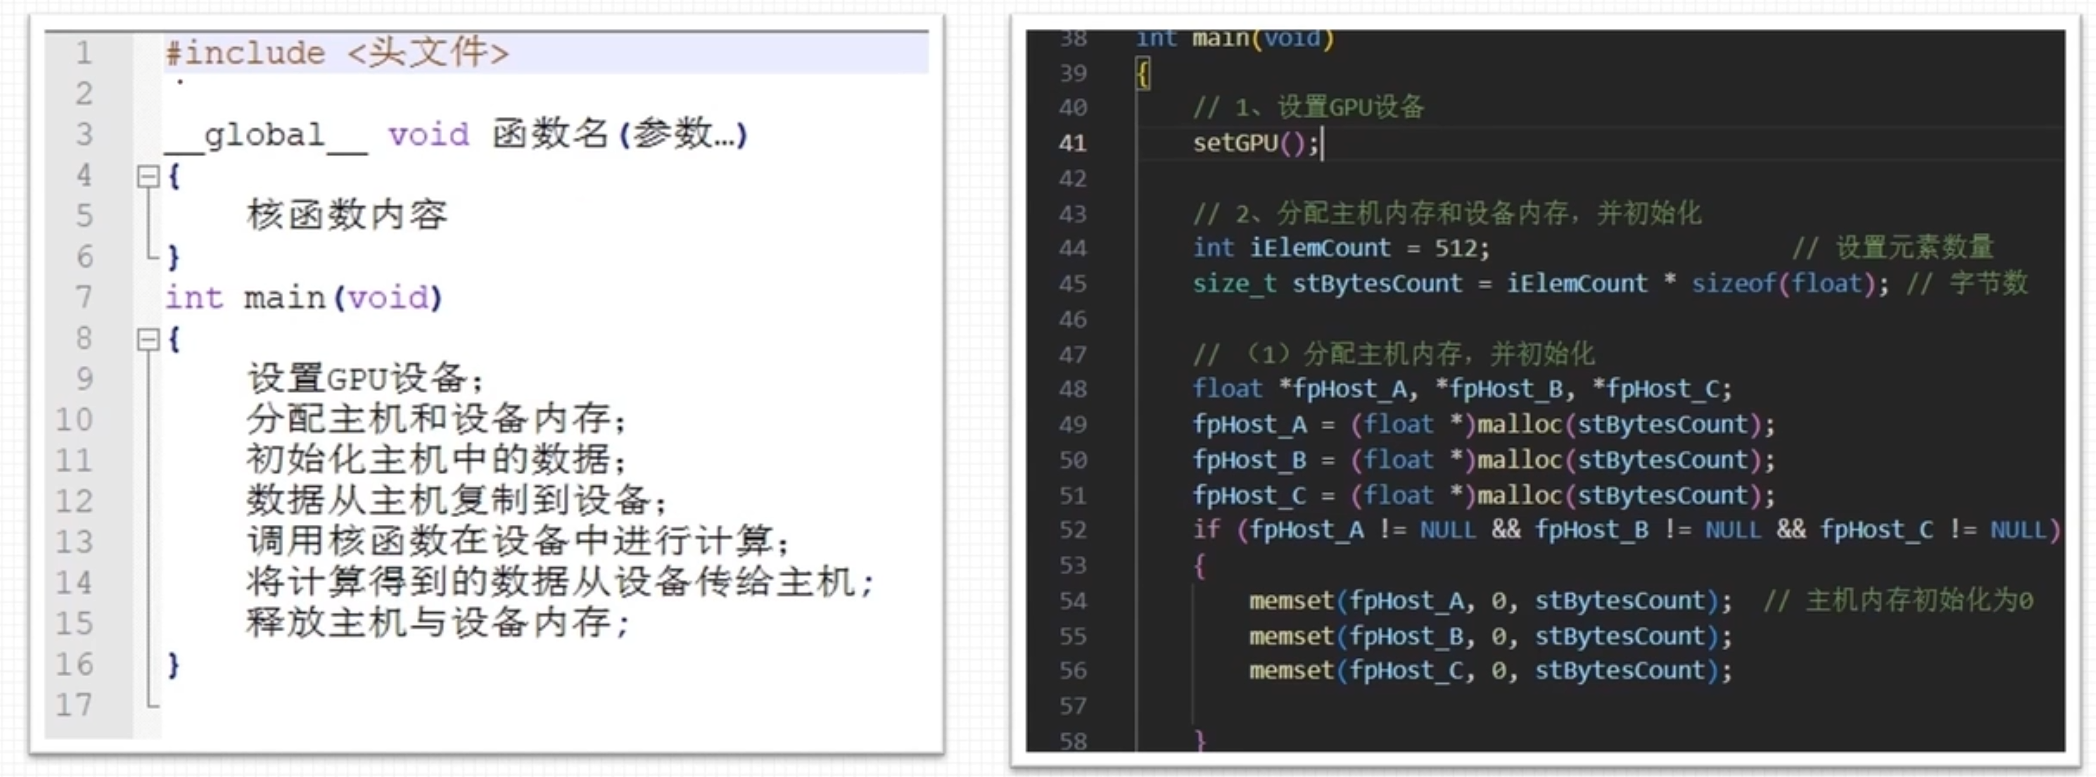 1 #include <头文件>
2
3 __global__ void 函数名(参数…)
4 {
5 核函数内容
6 }
7 int main(void)
8 {
9 设置GPU设备;
10 分配主机和设备内存;
11 初始化主机中的数据;
12 数据从主机复制到设备;
13 调用核函数在设备中进行计算;
14 将计算得到的数据从设备传给主机;
15 释放主机与设备内存;
16 }
17
38 int main(void)
39 {
40 // 1、设置GPU设备
41 setGPU();
42
43 // 2、分配主机内存和设备内存，并初始化
44 int iElemCount = 512; // 设置元素数量
45 size_t stBytesCount = iElemCount * sizeof(float); // 字节数
46
47 // （1）分配主机内存，并初始化
48 float *fpHost_A, *fpHost_B, *fpHost_C;
49 fpHost_A = (float *)malloc(stBytesCount);
50 fpHost_B = (float *)malloc(stBytesCount);
51 fpHost_C = (float *)malloc(stBytesCount);
52 if (fpHost_A != NULL && fpHost_B != NULL && fpHost_C != NULL)
53 {
54 memset(fpHost_A, 0, stBytesCount); // 主机内存初始化为0
55 memset(fpHost_B, 0, stBytesCount);
56 memset(fpHost_C, 0, stBytesCount);
57
58 }